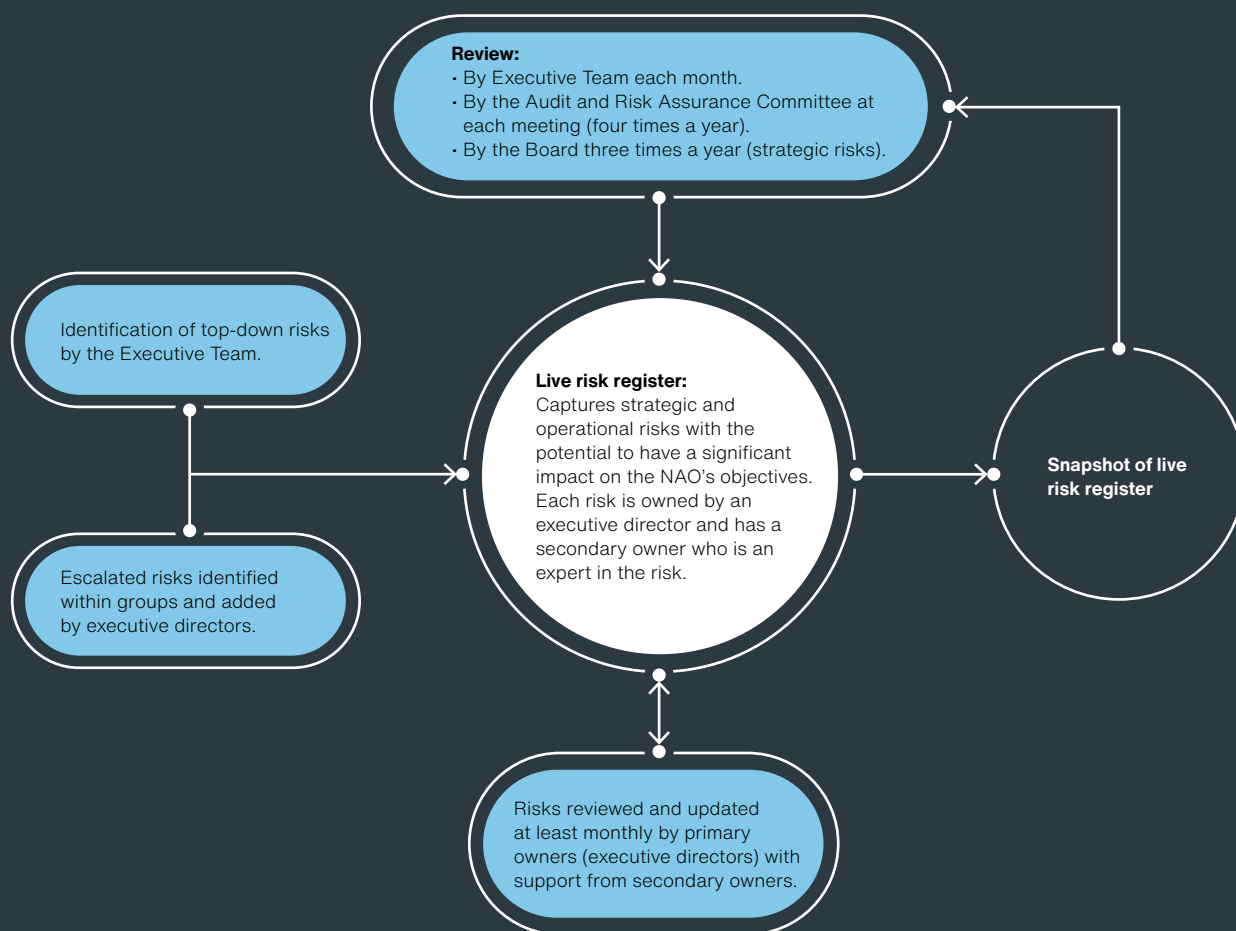 Review:
· By Executive Team each month.
· By the Audit and Risk Assurance Committee at
each meeting (four times a year).
· By the Board three times a year (strategic risks).
Identification of top-down risks
by the Executive Team.
Live risk register:
Captures strategic and
operational risks with the
potential to have a significant
impact on the NAO’s objectives.
Each risk is owned by an
executive director and has a
secondary owner who is an
expert in the risk.
Snapshot of live
risk register
Escalated risks identified
within groups and added
by executive directors.
Risks reviewed and updated
at least monthly by primary
owners (executive directors) with
support from secondary owners.